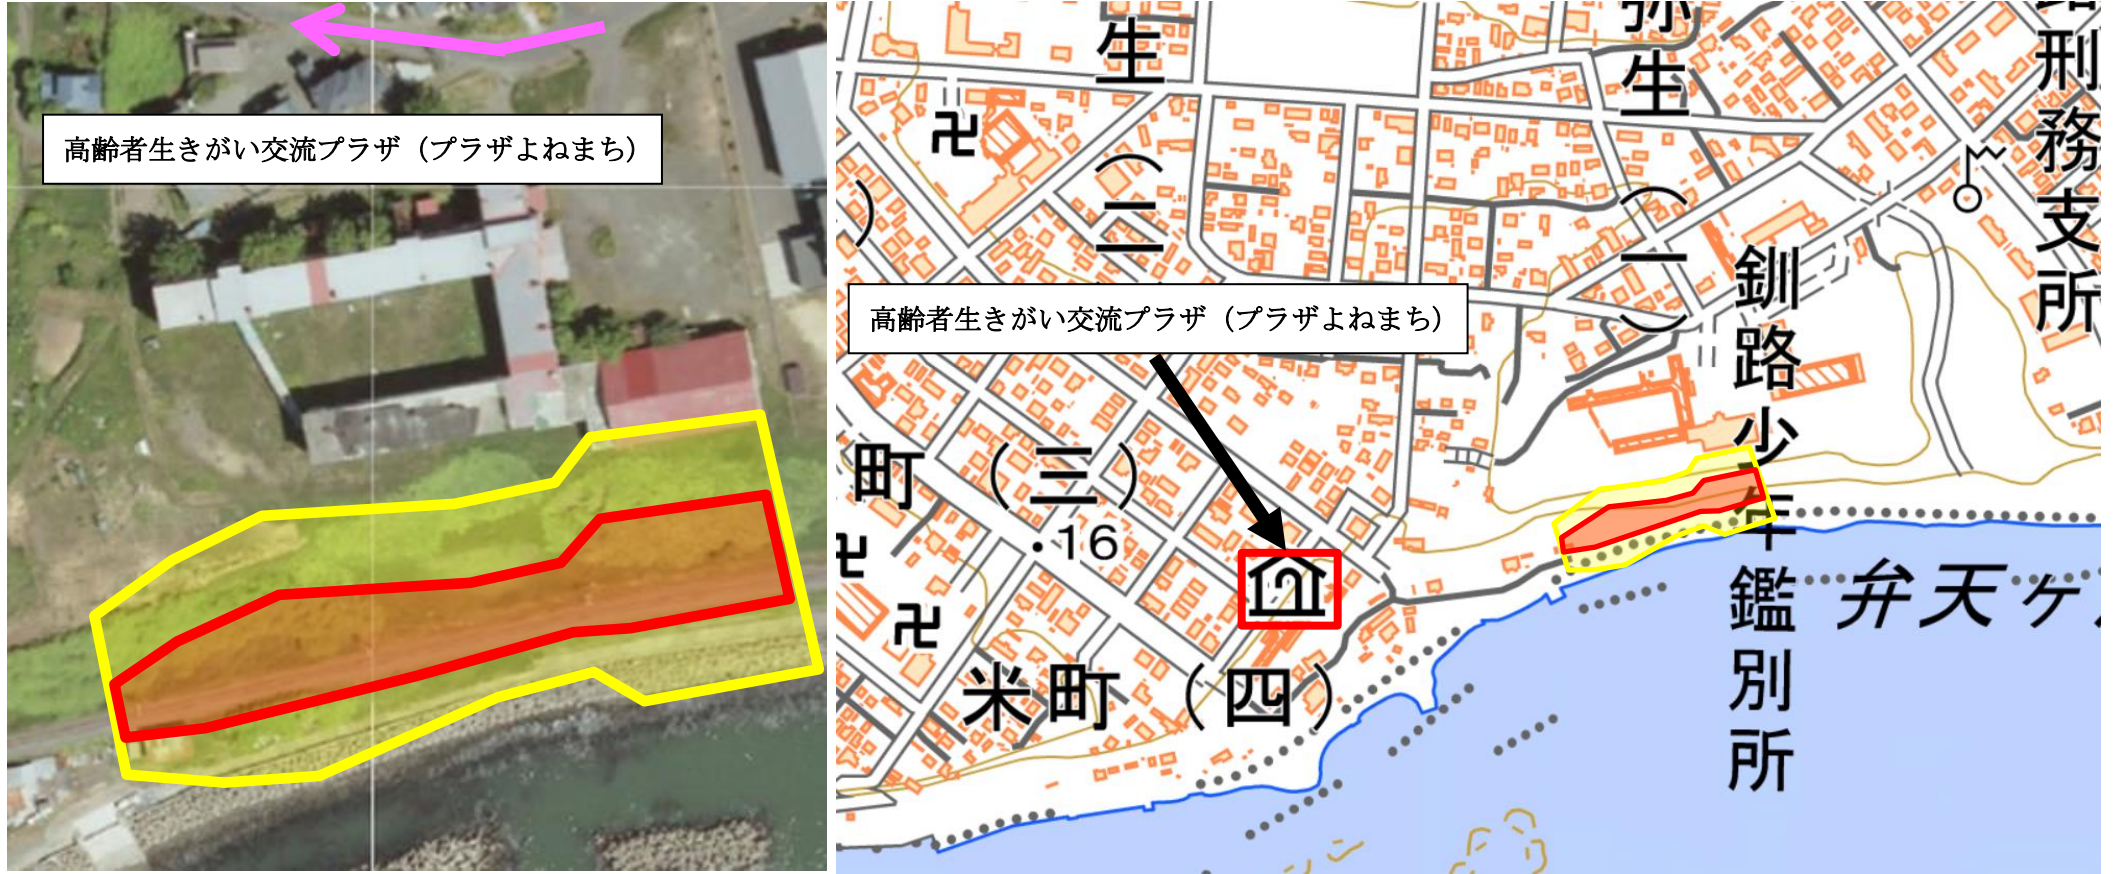 高齢者生きがい交流プラザ（プラザよねまち）
生（二）
弥生（一）
路刑務支所
）
高齢者生きがい交流プラザ（プラザよねまち）
釧路少年鑑別所
町（三）
・16
米町（四）
弁天ヶ